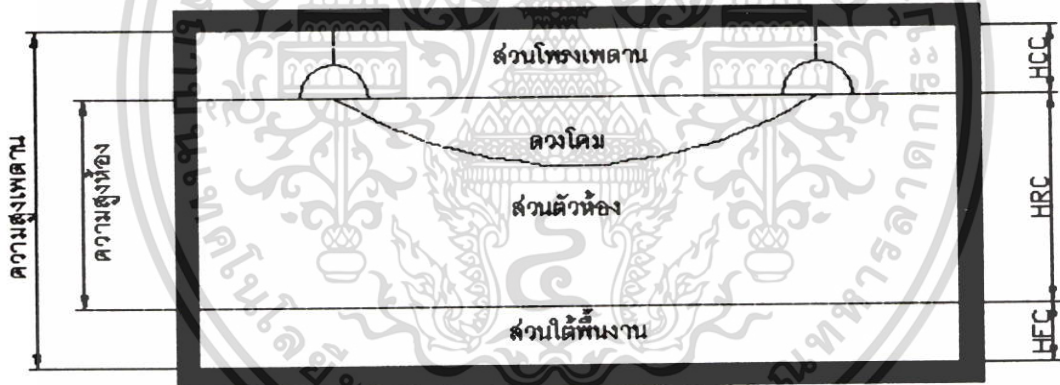 ส่วนโพรงเพดาน
HCC
ดวงโคม
ความสูงเพดาน
ความสูงห้อง
ส่วนตัวห้อง
HRC
ส่วนใต้พื้นงาน
HFC